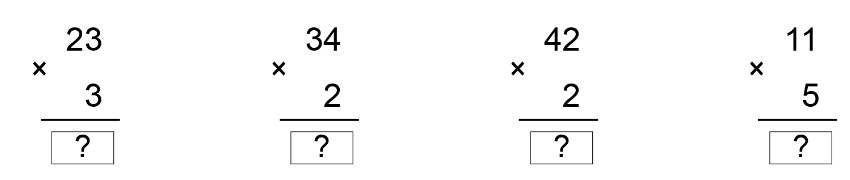 23 34 42 11
× × × ×
3 2 2 5
? ? ? ?